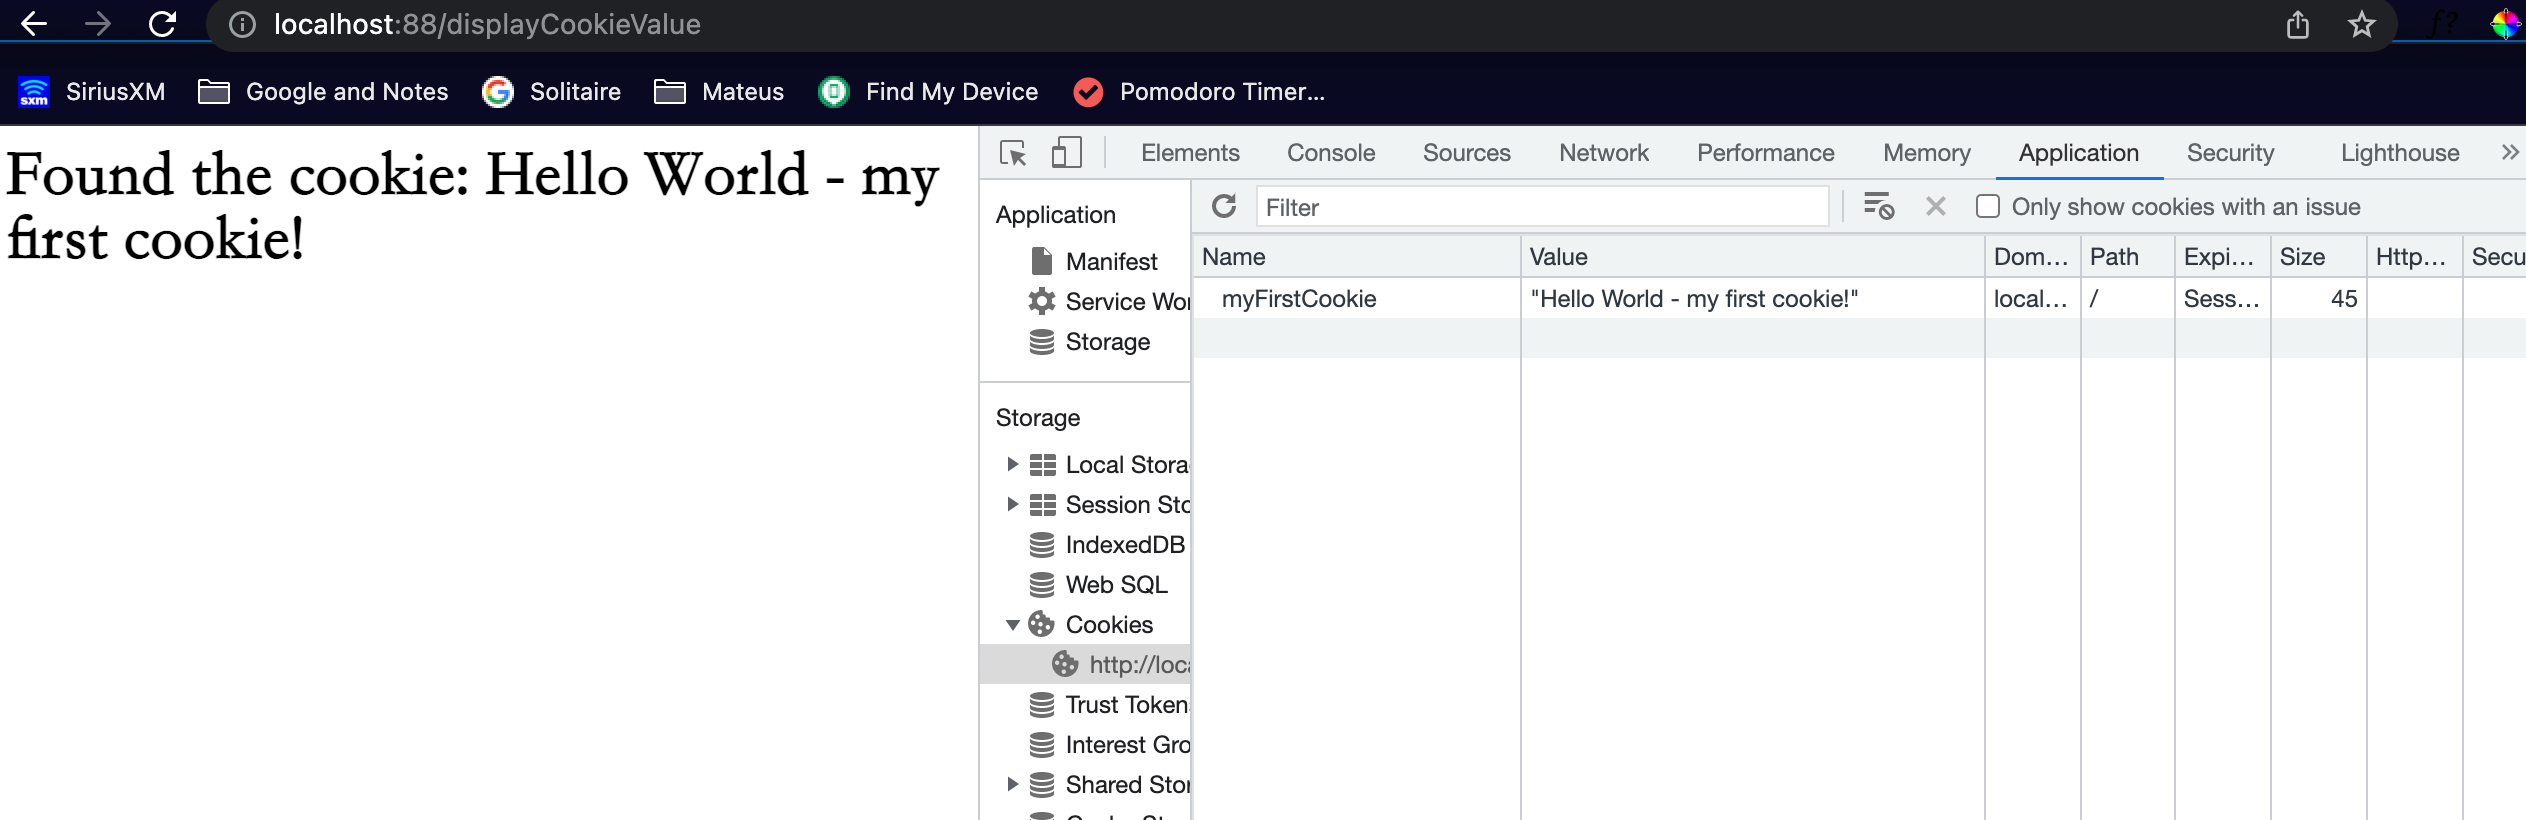 localhost:88/displayCookieValue
f?
sxm SiriusXM Google and Notes Solitaire Mateus Find My Device Pomodoro Timer...
Found the cookie: Hello World - my
first cookie!
Elements Console Sources Network Performance Memory Application Security Lighthouse »
Filter
Only show cookies with an issue
Application
Manifest
Service Wor
Storage
Storage
Local Stora
Session Sto
IndexedDB
Web SQL
Cookies
http://loca
Trust Token
Interest Gro
Shared Stor
Name Value Dom... Path Expi... Size Http... Secu
myFirstCookie "Hello World - my first cookie!" local... / Sess... 45